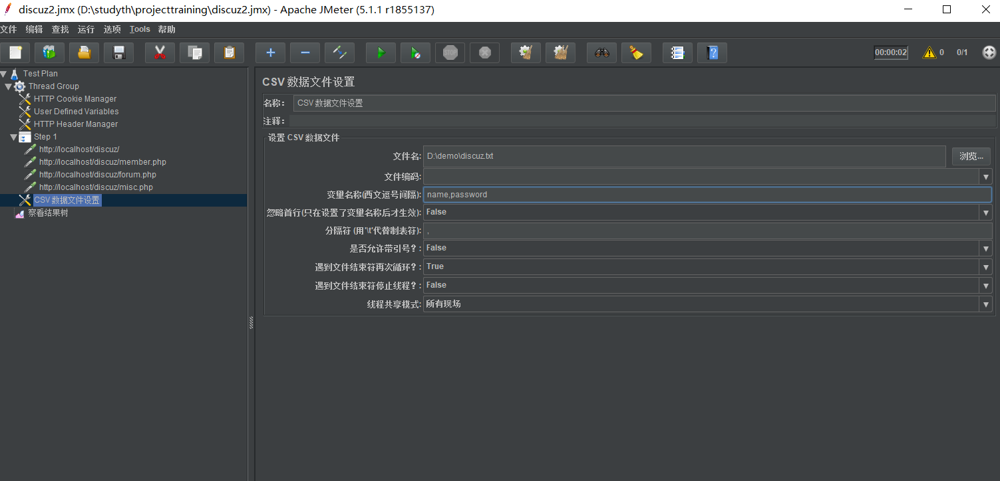 discuz2.jmx (D:\studyth\projecttraining\discuz2.jmx) - Apache JMeter (5.1.1 r1855137)
文件 编辑 查找 运行 选项 Tools 帮助
STOP
00:00:02 0 0/1
Test Plan
Thread Group
HTTP Cookie Manager
User Defined Variables
HTTP Header Manager
Step 1
http://localhost/discuz/
http://localhost/discuz/member.php
http://localhost/discuz/forum.php
http://localhost/discuz/misc.php
CSV 数据文件设置
察看结果树
CSV 数据文件设置
名称： CSV 数据文件设置
注释：
设置 CSV 数据文件
文件名: D:\demo\discuz.txt 浏览...
文件编码:
变量名称(西文逗号间隔): name,password
忽略首行(只在设置了变量名称后才生效): False
分隔符 (用'\t'代替制表符): ,
是否允许带引号？: False
遇到文件结束符再次循环？: True
遇到文件结束符停止线程？: False
线程共享模式: 所有现场